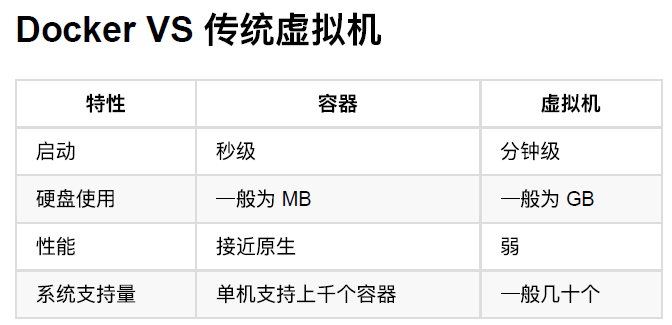 Docker VS 传统虚拟机
特性 容器 虚拟机
启动 秒级 分钟级
硬盘使用 一般为 MB 一般为 GB
性能 接近原生 弱
系统支持量 单机支持上千个容器 一般几十个